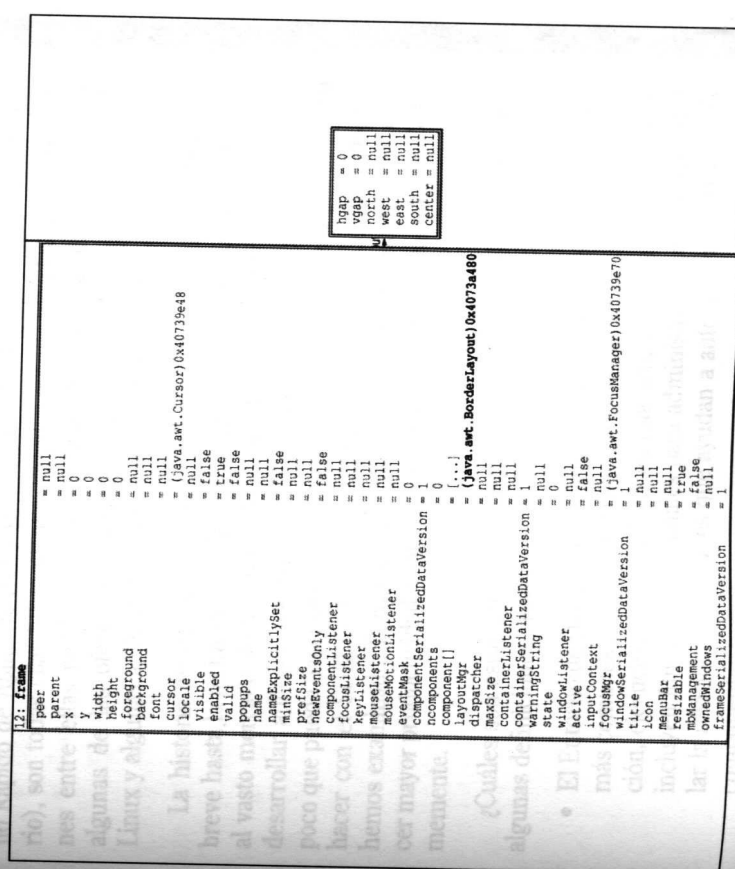 12: frame
peer = null
parent = null
x = 0
y = 0
width = 0
height = 0
foreground = null
background = null
font = null
cursor = (java.awt.Cursor)0x40739e48
locale = null
visible = false
enabled = true
valid = false
popups = null
name = null
nameExplicitlySet = false
minSize = null
prefSize = null
newEventsOnly = false
componentListener = null
focusListener = null
keyListener = null
mouseListener = null
mouseMotionListener = null
eventMask = 0
componentSerializedDataVersion = 1
ncomponents = 0
component[] = [...]
layoutMgr = (java.awt.BorderLayout)0x4073a480
dispatcher = null
maxSize = null
containerListener = null
containerSerializedDataVersion = 1
warningString = null
state = 0
windowListener = null
active = false
inputContext = null
focusMgr = (java.awt.FocusManager)0x40739e70
windowSerializedDataVersion = 1
title = null
icon = null
menuBar = null
resizable = true
mbManagement = false
ownedWindows = null
frameSerializedDataVersion = 1
hgap = 0
vgap = 0
north = null
west = null
east = null
south = null
center = null